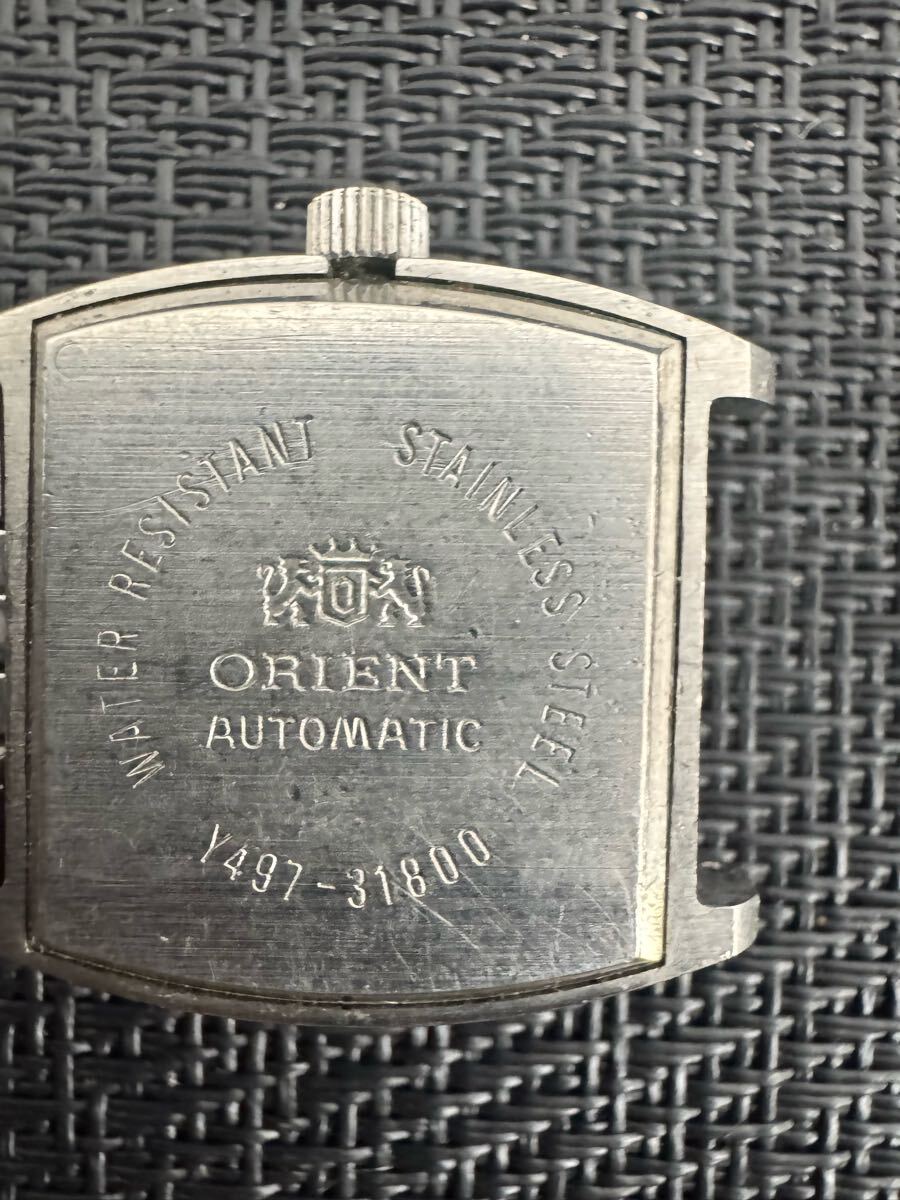 WATER RESISTANT STAINLESS STEEL
O
ORIENT
AUTOMATIC
Y497-31800